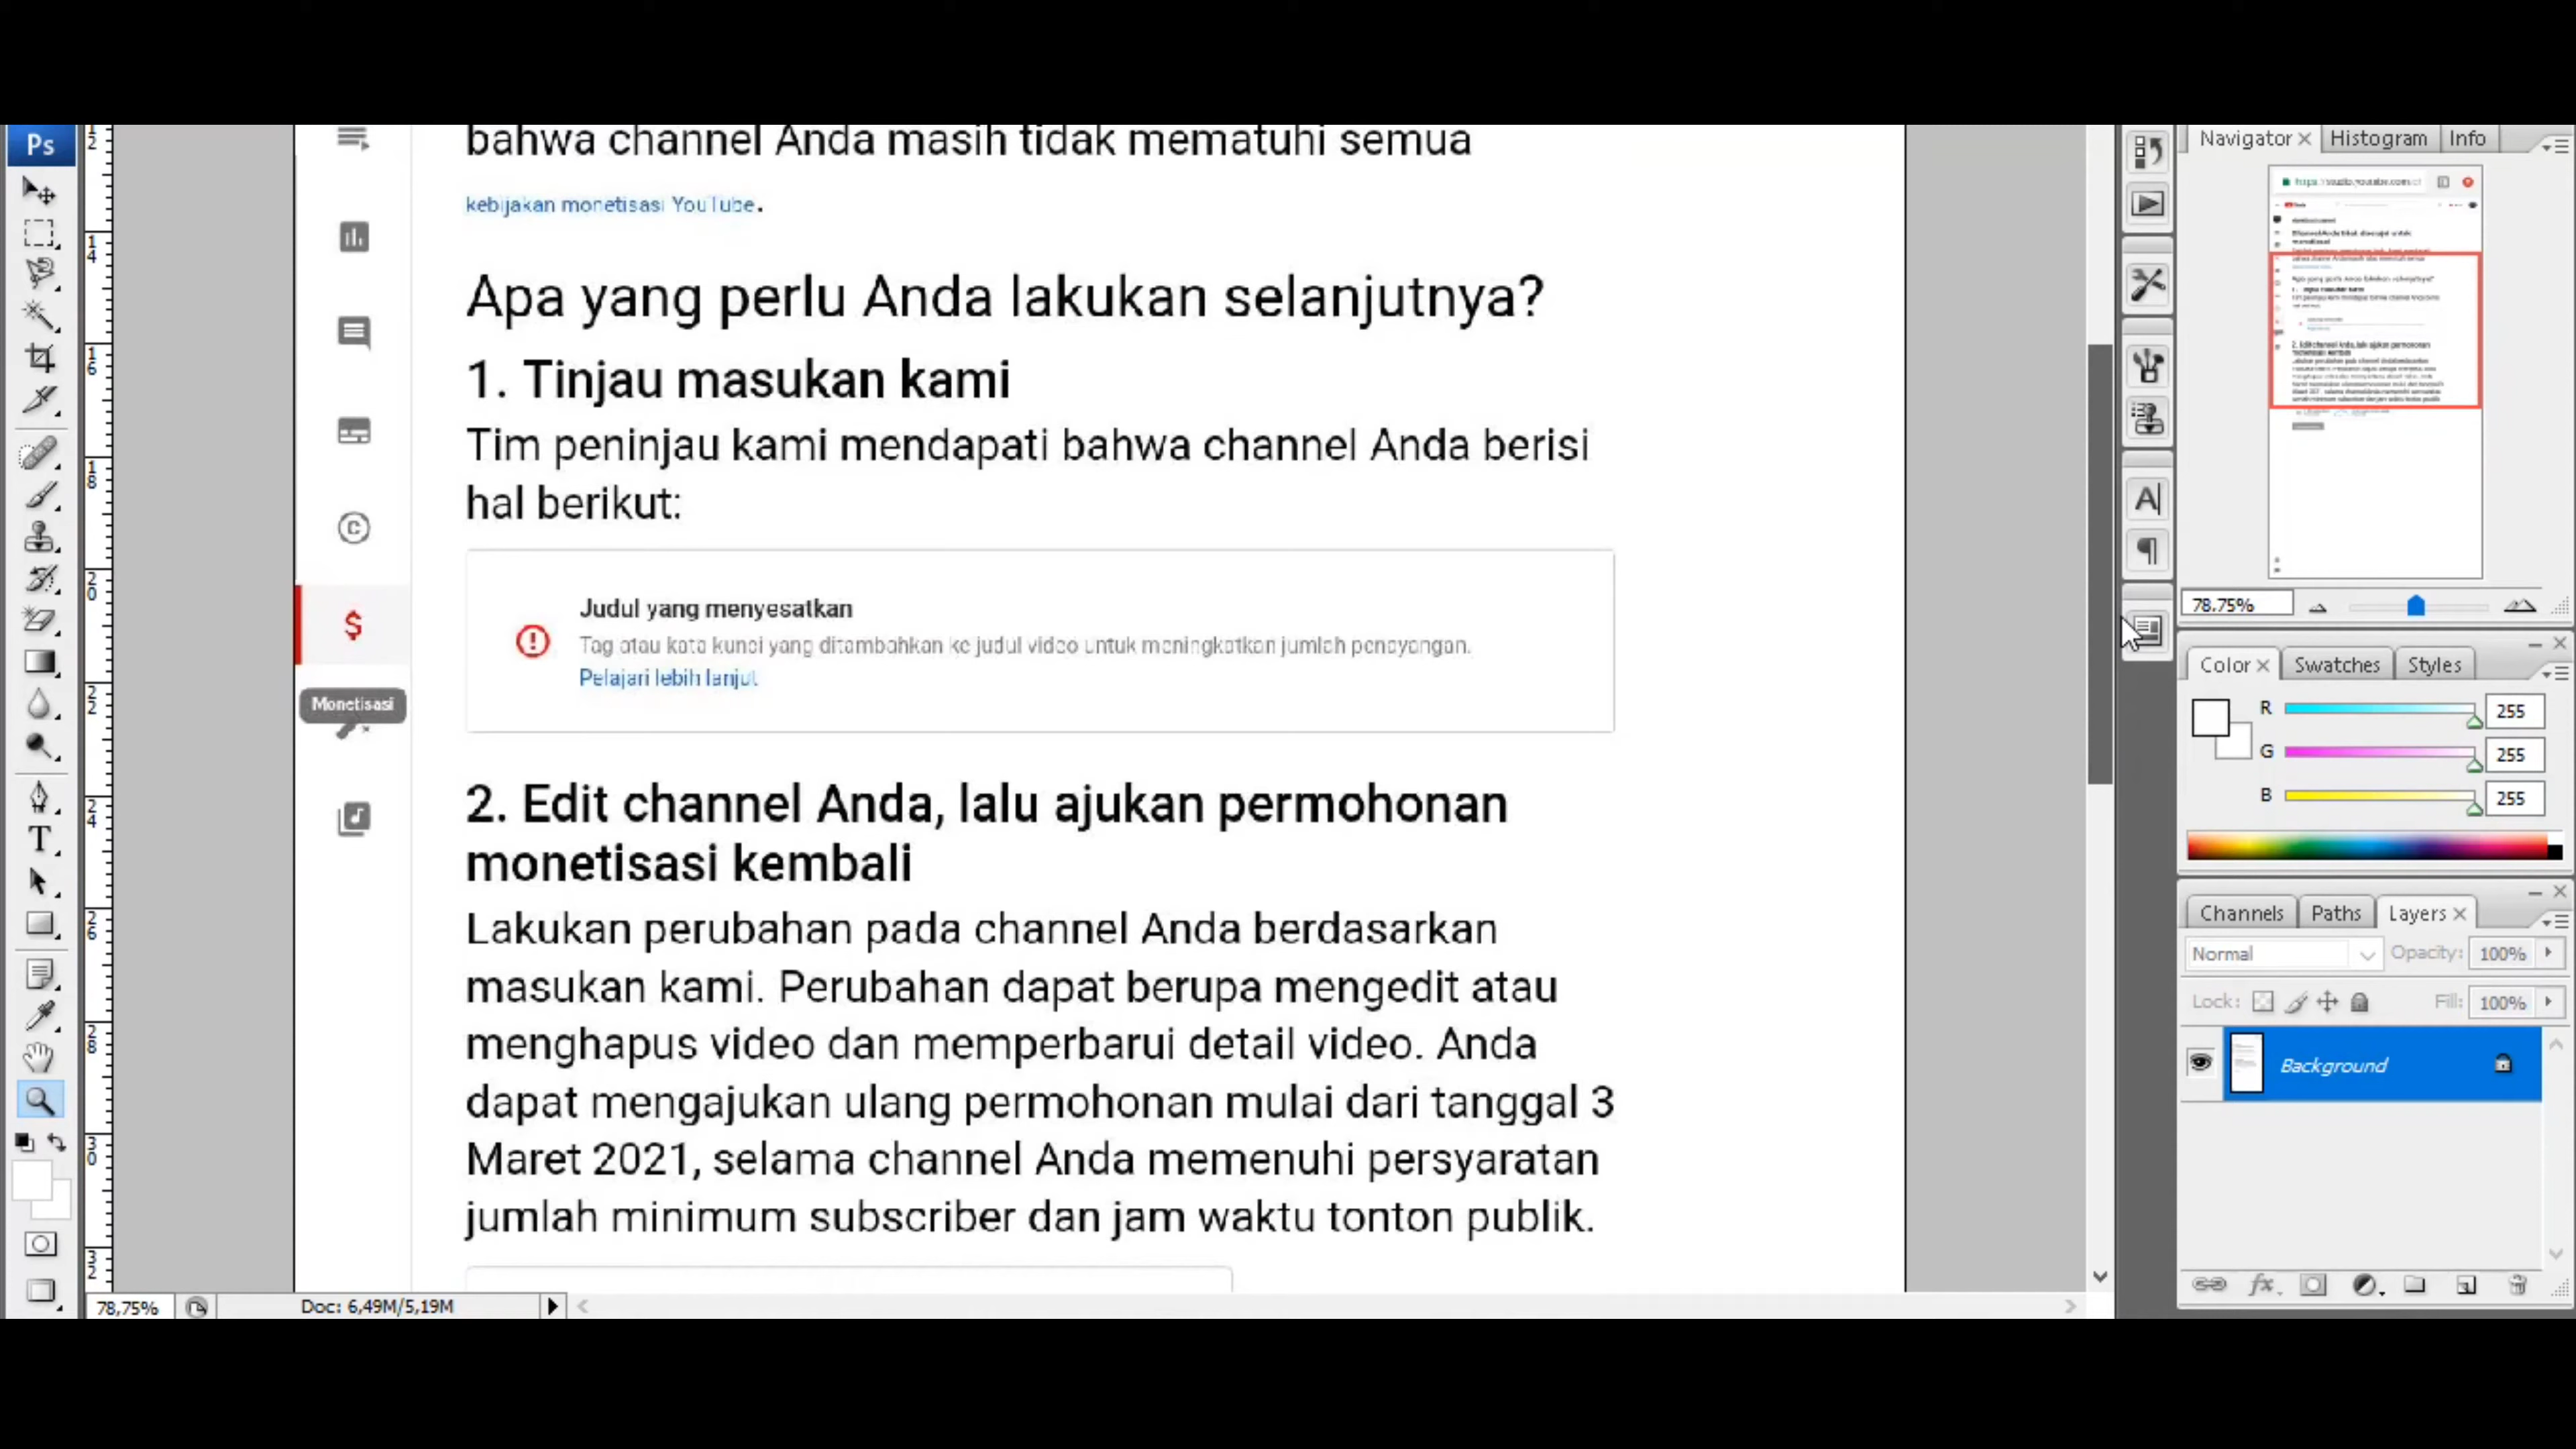 Ps
bahwa channel Anda masih tidak mematuhi semua
kebijakan monetisasi YouTube.
Apa yang perlu Anda lakukan selanjutnya?
1. Tinjau masukan kami
Tim peninjau kami mendapati bahwa channel Anda berisi
hal berikut:
Judul yang menyesatkan
Tag atau kata kunci yang ditambahkan ke judul video untuk meningkatkan jumlah penayangan.
Pelajari lebih lanjut
Monetisasi
2. Edit channel Anda, lalu ajukan permohonan
monetisasi kembali
Lakukan perubahan pada channel Anda berdasarkan
masukan kami. Perubahan dapat berupa mengedit atau
menghapus video dan memperbarui detail video. Anda
dapat mengajukan ulang permohonan mulai dari tanggal 3
Maret 2021, selama channel Anda memenuhi persyaratan
jumlah minimum subscriber dan jam waktu tonton publik.
78,75% Doc: 6,49M/5,19M
Navigator Histogram Info
78.75%
Color Swatches Styles
R 255
G 255
B 255
Channels Paths Layers
Normal Opacity: 100%
Lock: Fill: 100%
Background